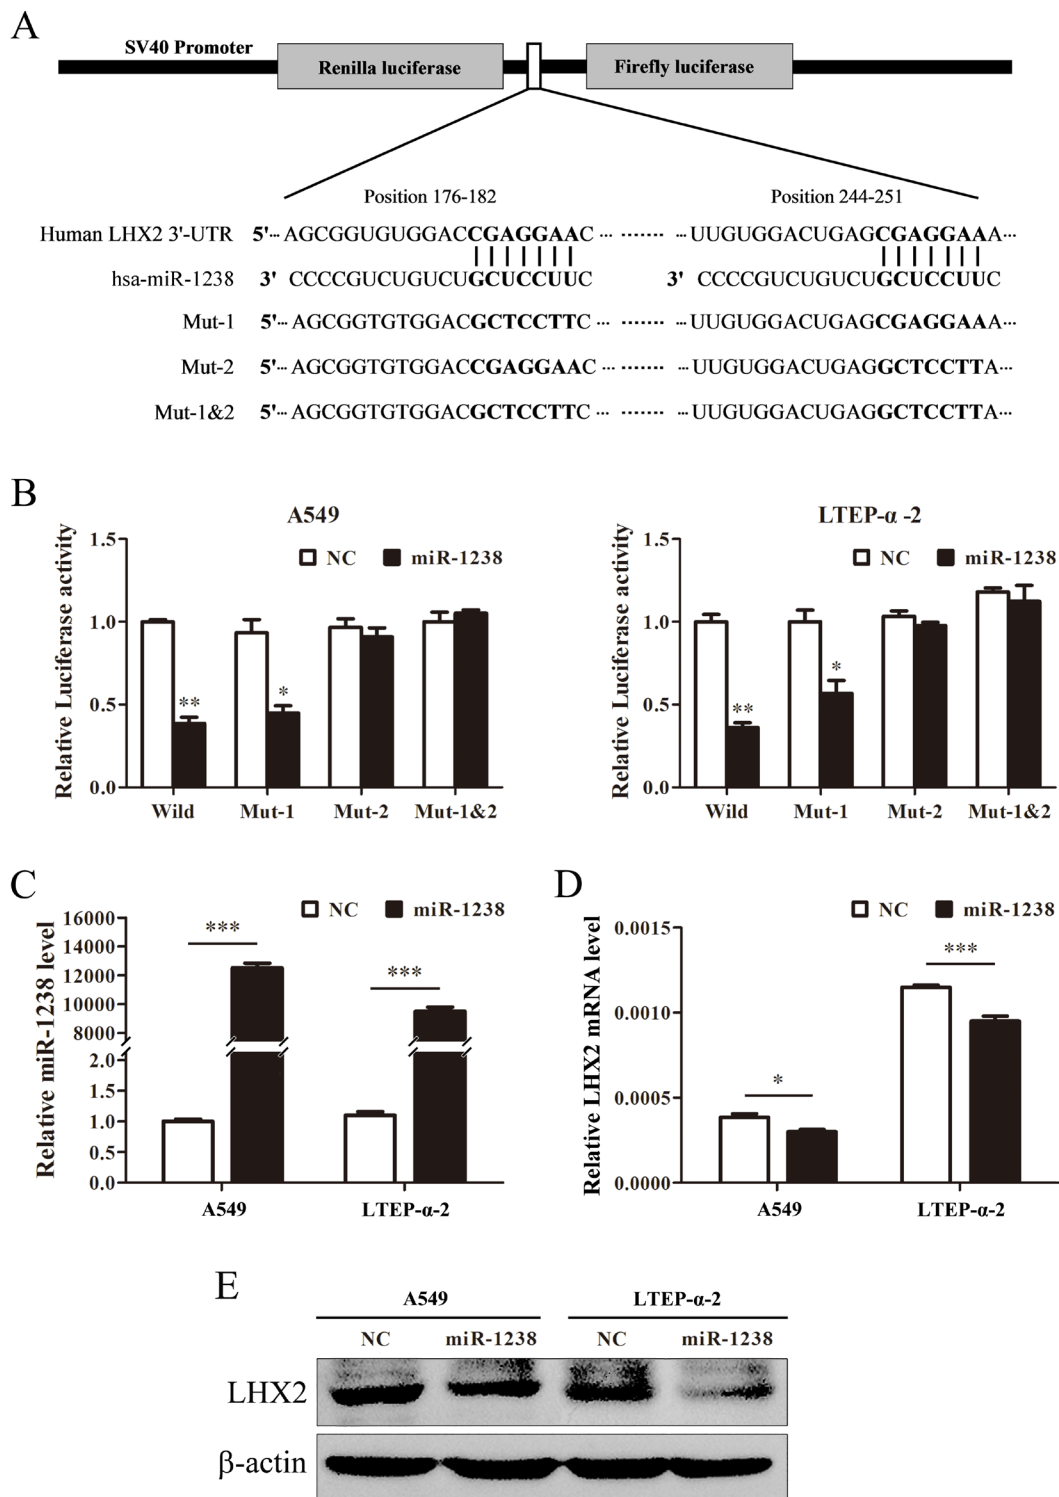 A
SV40 Promoter
Renilla luciferase
Firefly luciferase
Position 176-182
Position 244-251
Human LHX2 3'-UTR 5'··· AGCGGUGUGGACCGAGGAAC ··· ······· ··· UUGUGGACUGAGCGAGGAAA···
hsa-miR-1238 3' CCCCGUCUGUCUGCUCCUUC 3' CCCCGUCUGUCUGCUCCUUC
Mut-1 5'··· AGCGGTGTGGACGCTCCTTC ··· ······· ··· UUGUGGACUGAGCGAGGAAA···
Mut-2 5'··· AGCGGTGTGGACCGAGGAAC ··· ······· ···UUGUGGACUGAGGCTCCTTA···
Mut-1&2 5'··· AGCGGTGTGGACGCTCCTTC ··· ······· ··· UUGUGGACUGAGGCTCCTTA···
B
A549
NC
miR-1238
Relative Luciferase activity
1.5
1.0
0.5
0.0
**
*
Wild
Mut-1
Mut-2
Mut-1&2
LTEP-α -2
NC
miR-1238
Relative Luciferase activity
1.5
1.0
0.5
0.0
**
*
Wild
Mut-1
Mut-2
Mut-1&2
C
NC
miR-1238
Relative miR-1238 level
16000
14000
12000
10000
8000
2.0
1.5
1.0
0.5
0.0
***
***
A549
LTEP-α-2
D
NC
miR-1238
Relative LHX2 mRNA level
0.0015
0.0010
0.0005
0.0000
*
***
A549
LTEP-α-2
E
A549
LTEP-α-2
NC
miR-1238
NC
miR-1238
LHX2
β-actin